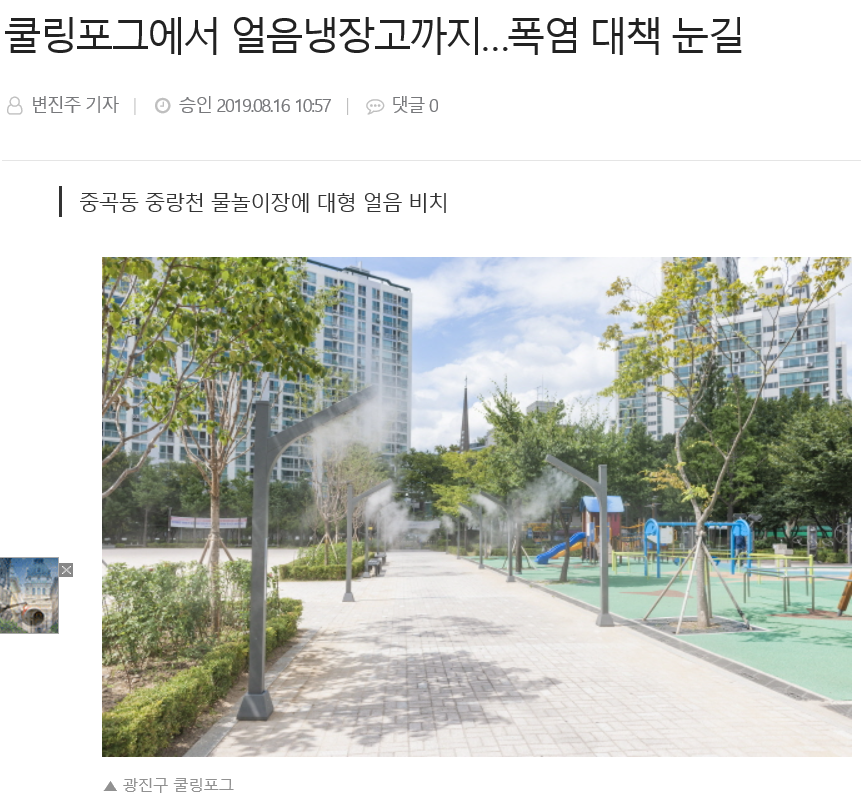 쿨링포그에서 얼음냉장고까지...폭염 대책 눈길
변진주 기자 | 승인 2019.08.16 10:57 | 댓글 0
중곡동 중랑천 물놀이장에 대형 얼음 비치
▲ 광진구 쿨링포그